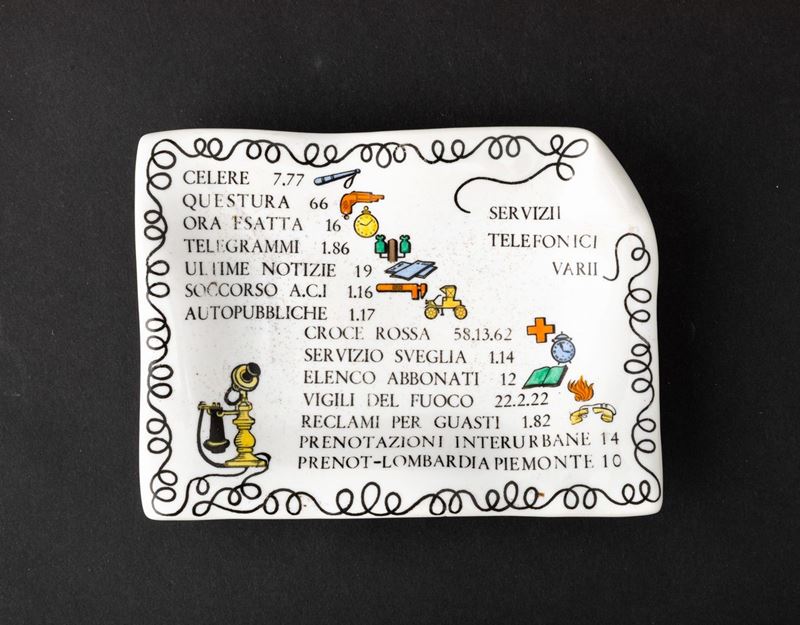 CELERE 7.77
QUESTURA 66
ORA ESATTA 16
TELEGRAMMI 1.86
ULTIME NOTIZIE 19
SOCCORSO A.C.I 1.16
AUTOPUBBLICHE 1.17
CROCE ROSSA 58.13.62
SERVIZIO SVEGLIA 1.14
ELENCO ABBONATI 12
VIGILI DEL FUOCO 22.2.22
RECLAMI PER GUASTI 1.82
PRENOTAZIONI INTERURBANE 14
PRENOT-LOMBARDIA PIEMONTE 10
SERVIZII
TELEFONICI
VARII